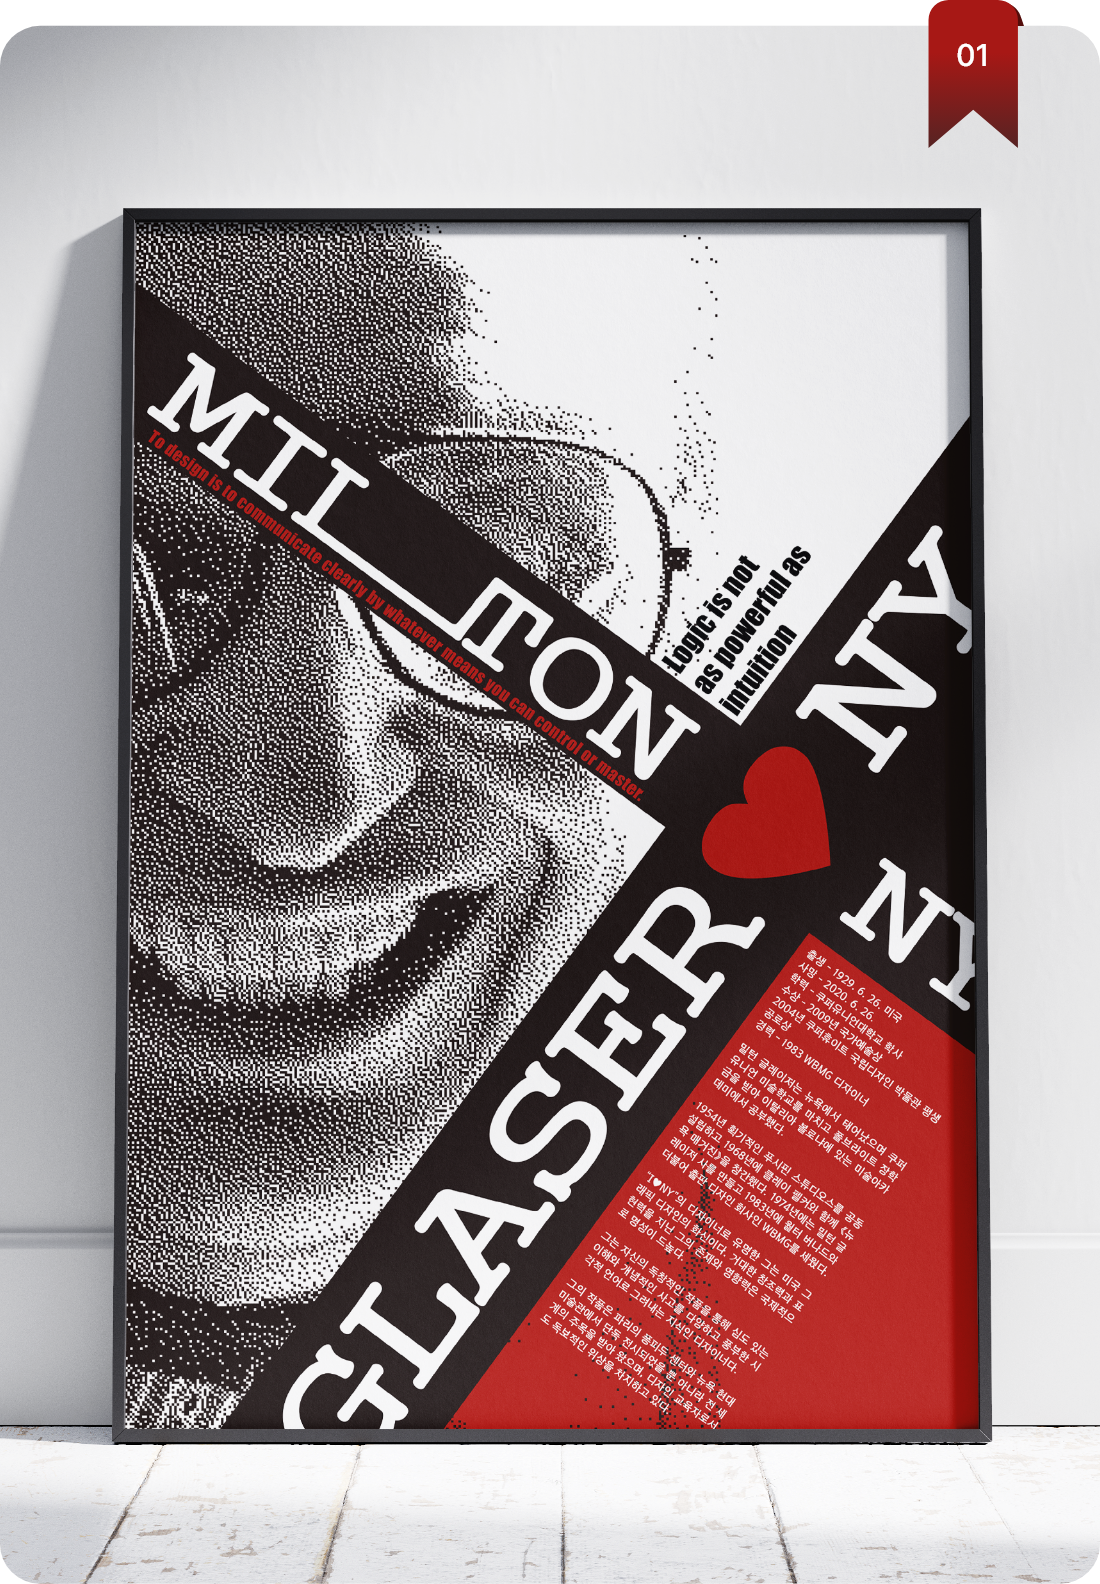 01
MIL_TON
To design is to communicate clearly by whatever means you can control or master.
Logic is not
as powerful as
intuition
NY
♥
GLASER
NY
출생 - 1929. 6. 26. 미국
사망 - 2020. 6. 26.
학력 - 쿠퍼유니언대학교 학사
수상 - 2009년 국가예술상
2004년 쿠퍼휴이트 국립디자인 박물관 평생
공로상
경력 - 1983 WBMG 디자이너
밀턴 글레이저는 뉴욕에서 태어났으며 쿠퍼
유니언 미술학교를 마치고 풀브라이트 장학
금을 받아 이탈리아 볼로냐에 있는 미술아카
데미에서 공부했다.
1954년 획기적인 푸시핀 스튜디오스를 공동
설립하고 1968년에 클레이 펠커와 함께 《뉴
욕 매거진》을 창간했다. 1974년에는 밀턴 글
레이저 사를 만들고 1983년에 월터 버나드와
더불어 출판 디자인 회사인 WBMG를 세웠다.
"I♥NY"의 디자이너로 유명한 그는 미국 그
래픽 디자인의 화신이다. 거대한 창조력과 표
현력을 지닌 그의 존재와 영향력은 국제적으
로 명성이 드높다.
그는 자신의 독창적인 작품을 통해 심도 있는
이해와 개념적인 사고를 다양하고 풍부한 시
각적 언어로 그려내는 지식인 디자이너다.
그의 작품은 파리의 퐁피두 센터와 뉴욕 현대
미술관에서 단독 전시되었을 뿐 아니라 전 세
계의 주목을 받아 왔으며, 디자인 교육자로서
도 독보적인 위상을 차지하고 있다.